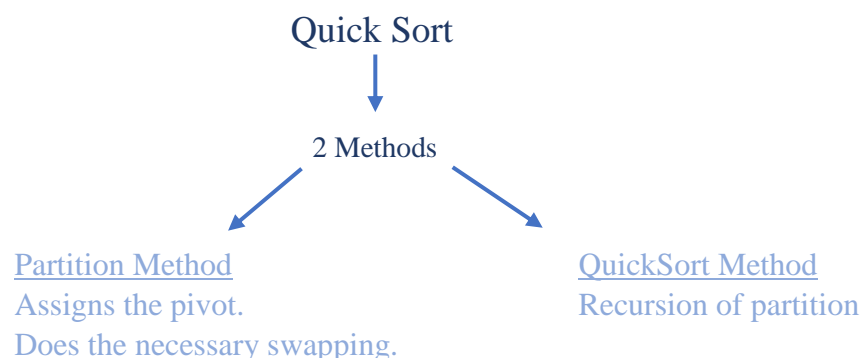 Quick Sort
2 Methods
Partition Method
Assigns the pivot.
Does the necessary swapping.
QuickSort Method
Recursion of partition